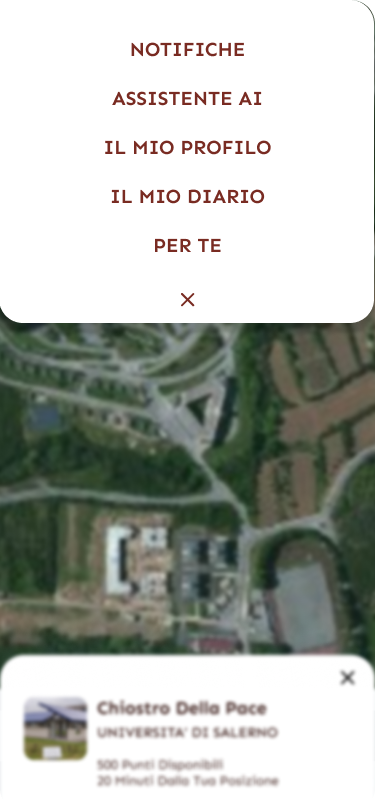 NOTIFICHE
ASSISTENTE AI
IL MIO PROFILO
IL MIO DIARIO
PER TE
Chiostro Della Pace
UNIVERSITA' DI SALERNO
500 Punti Disponibili
20 Minuti Dalla Tua Posizione